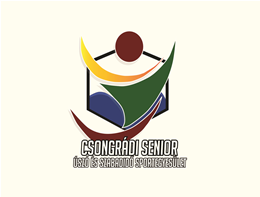 CSONGRÁDI SENIOR
ÚSZÓ ÉS SZABADIDŐ SPORTEGYESÜLET